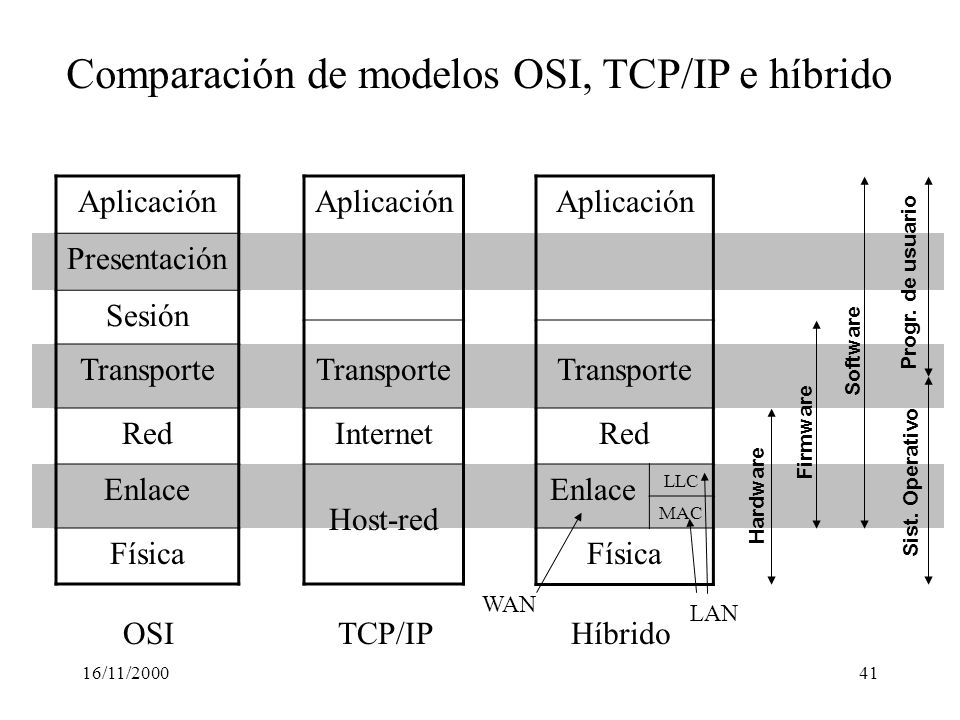 Comparación de modelos OSI, TCP/IP e híbrido
Aplicación
Presentación
Sesión
Transporte
Red
Enlace
Física
OSI
Aplicación
Transporte
Internet
Host-red
TCP/IP
Aplicación
Transporte
Red
Enlace
LLC
MAC
Física
WAN
LAN
Híbrido
Hardware
Firmware
Software
Progr. de usuario
Sist. Operativo
16/11/2000
41